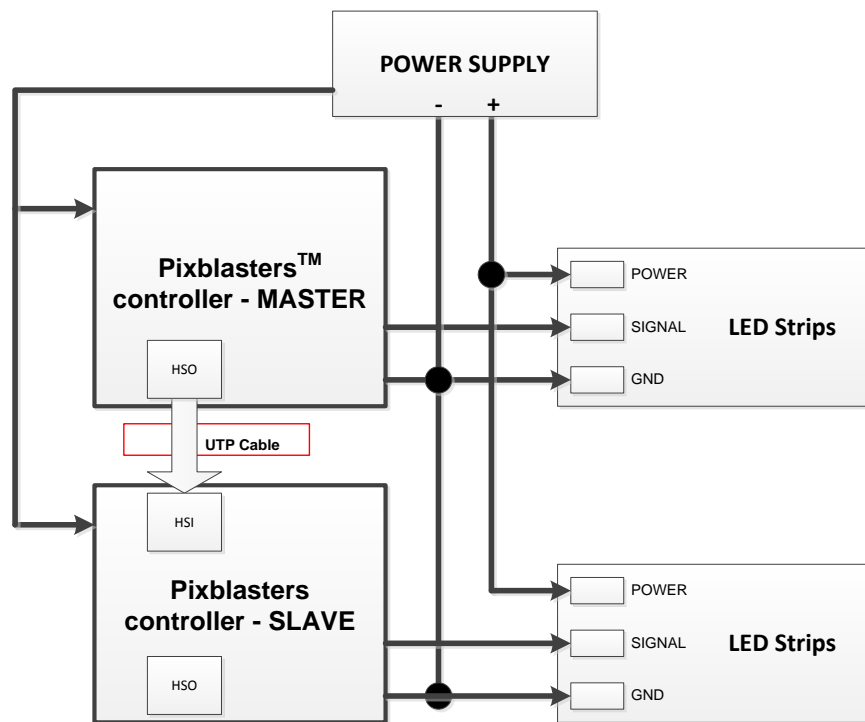 POWER SUPPLY
- +
Pixblasters™
controller - MASTER
HSO
POWER
SIGNAL
GND
LED Strips
UTP Cable
HSI
Pixblasters
controller - SLAVE
HSO
POWER
SIGNAL
GND
LED Strips